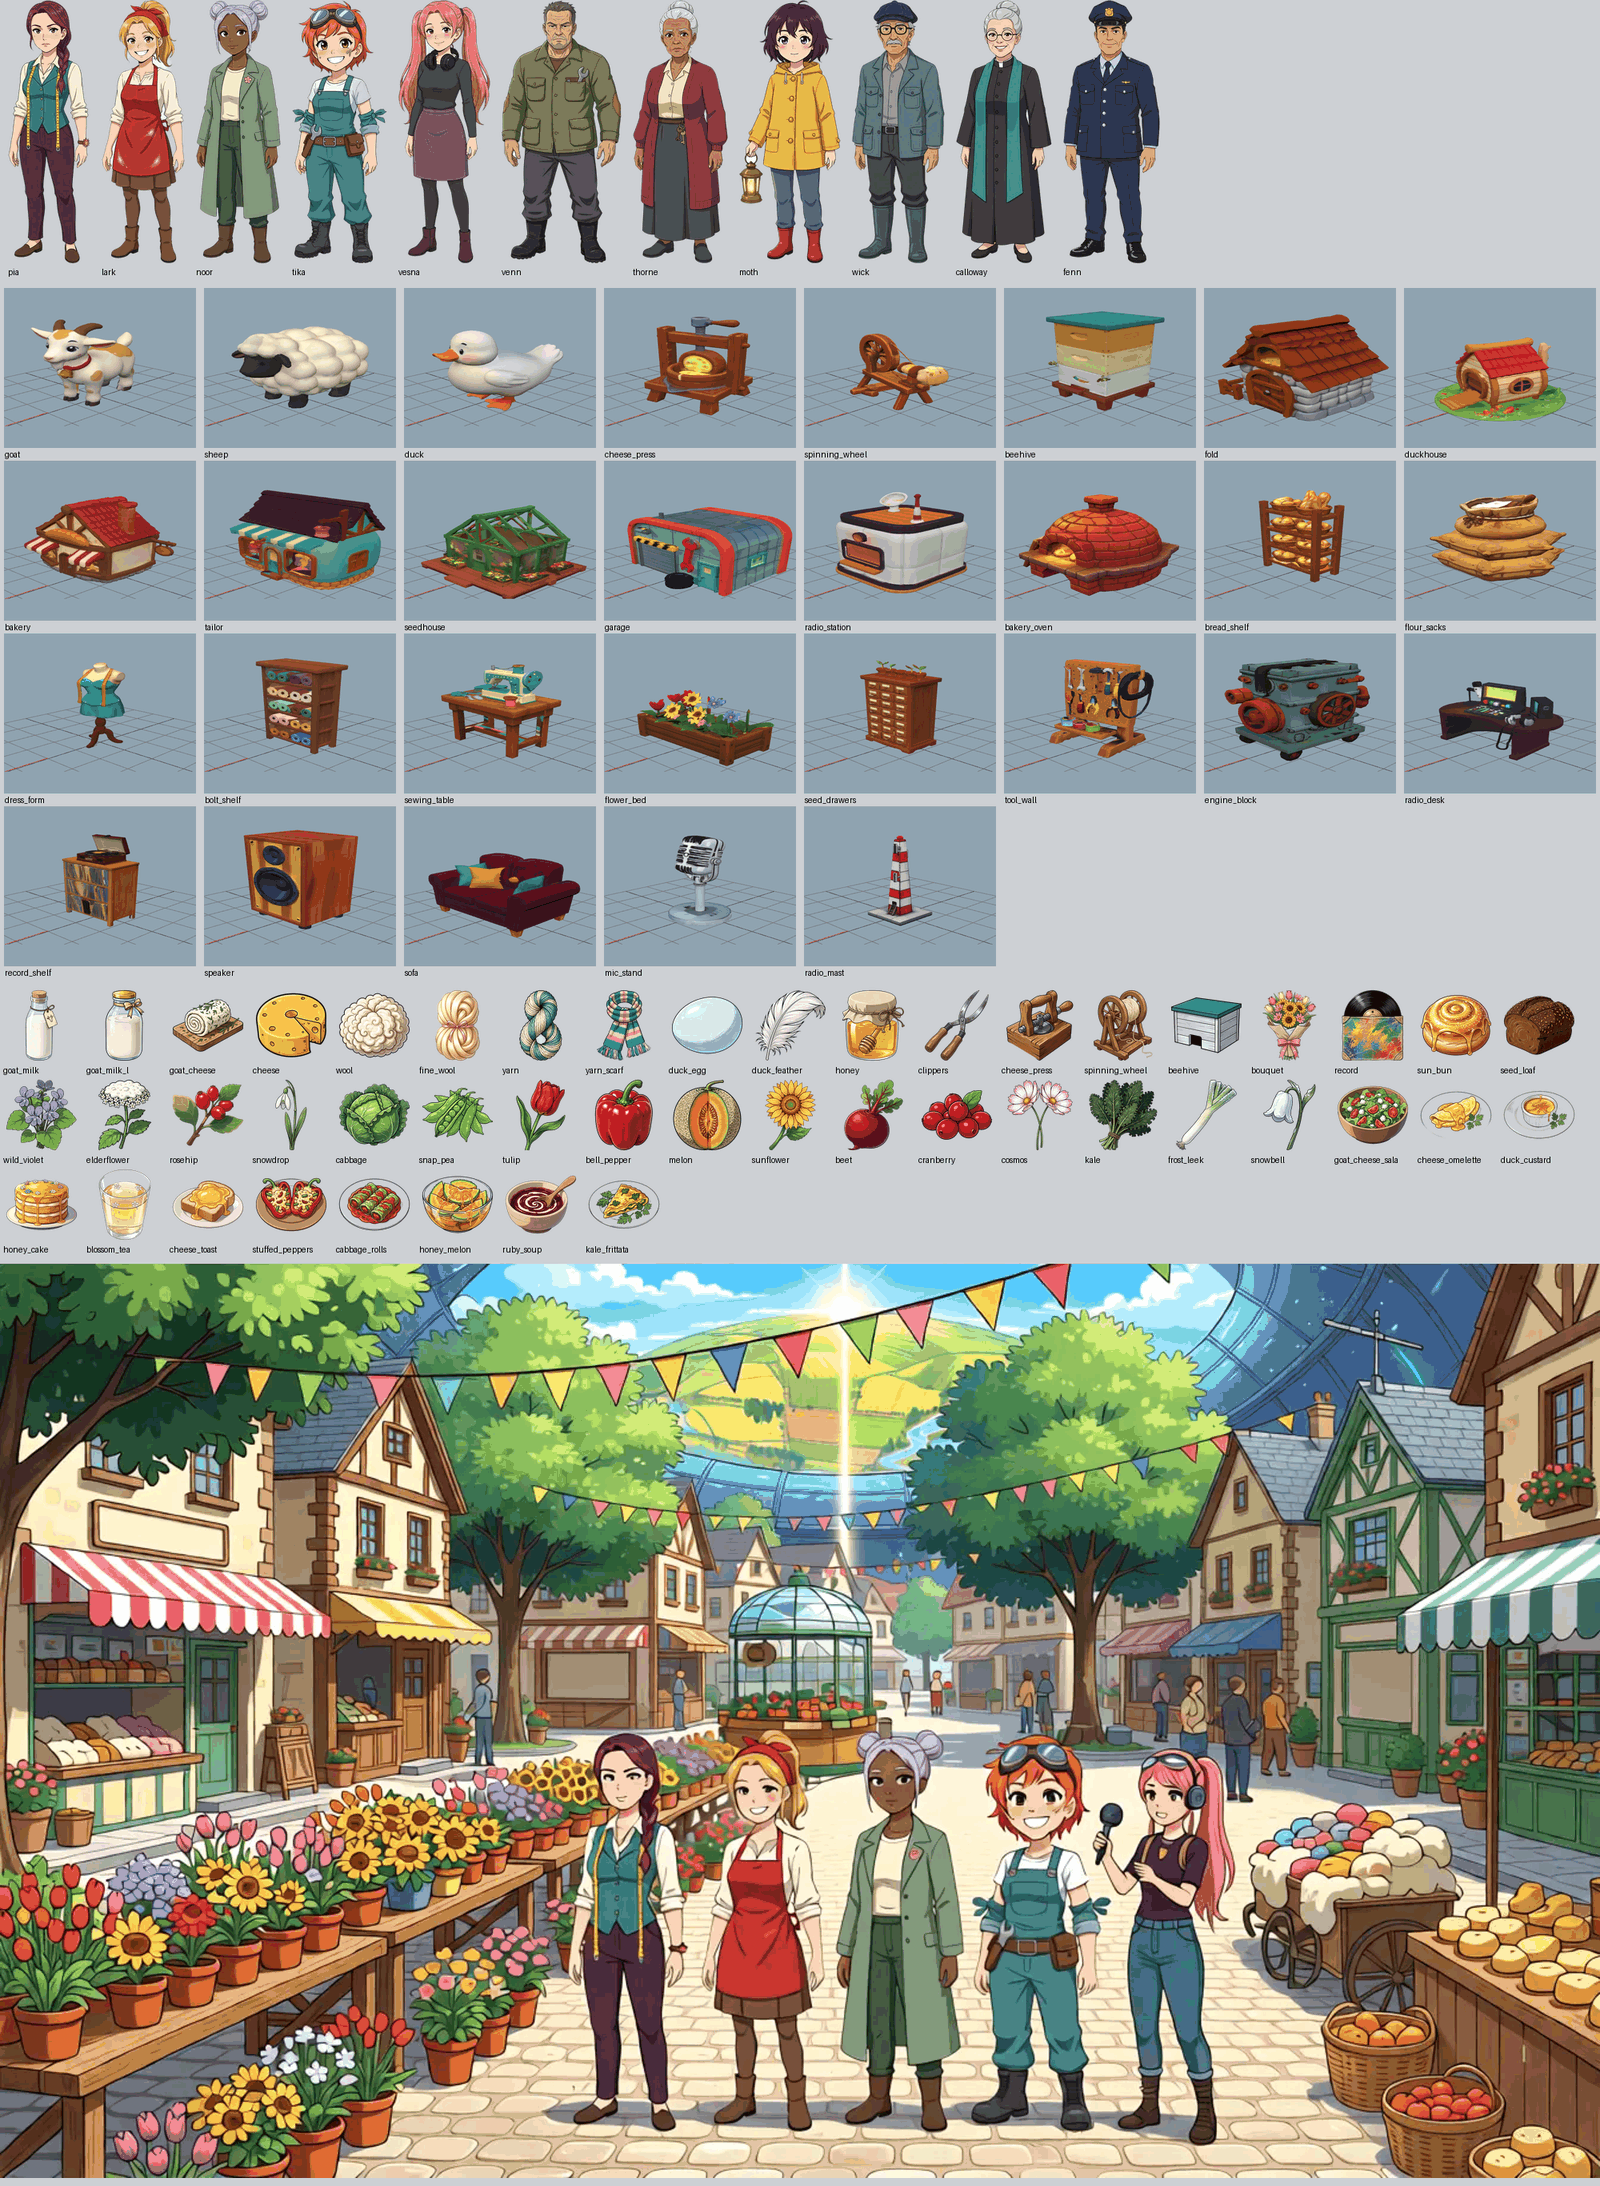 pia lark noor tika vesna venn thorne moth wick calloway fenn
goat sheep duck cheese_press spinning_wheel beehive fold duckhouse
bakery tailor seedhouse garage radio_station bakery_oven bread_shelf flour_sacks
dress_form bolt_shelf sewing_table flower_bed seed_drawers tool_wall engine_block radio_desk
record_shelf speaker sofa mic_stand radio_mast
goat_milk goat_milk_l goat_cheese cheese wool fine_wool yarn yarn_scarf duck_egg duck_feather honey clippers cheese_press spinning_wheel beehive bouquet record sun_bun seed_loaf
wild_violet elderflower rosehip snowdrop cabbage snap_pea tulip bell_pepper melon sunflower beet cranberry cosmos kale frost_leek snowbell goat_cheese_sala cheese_omelette duck_custard
honey_cake blossom_tea cheese_toast stuffed_peppers cabbage_rolls honey_melon ruby_soup kale_frittata